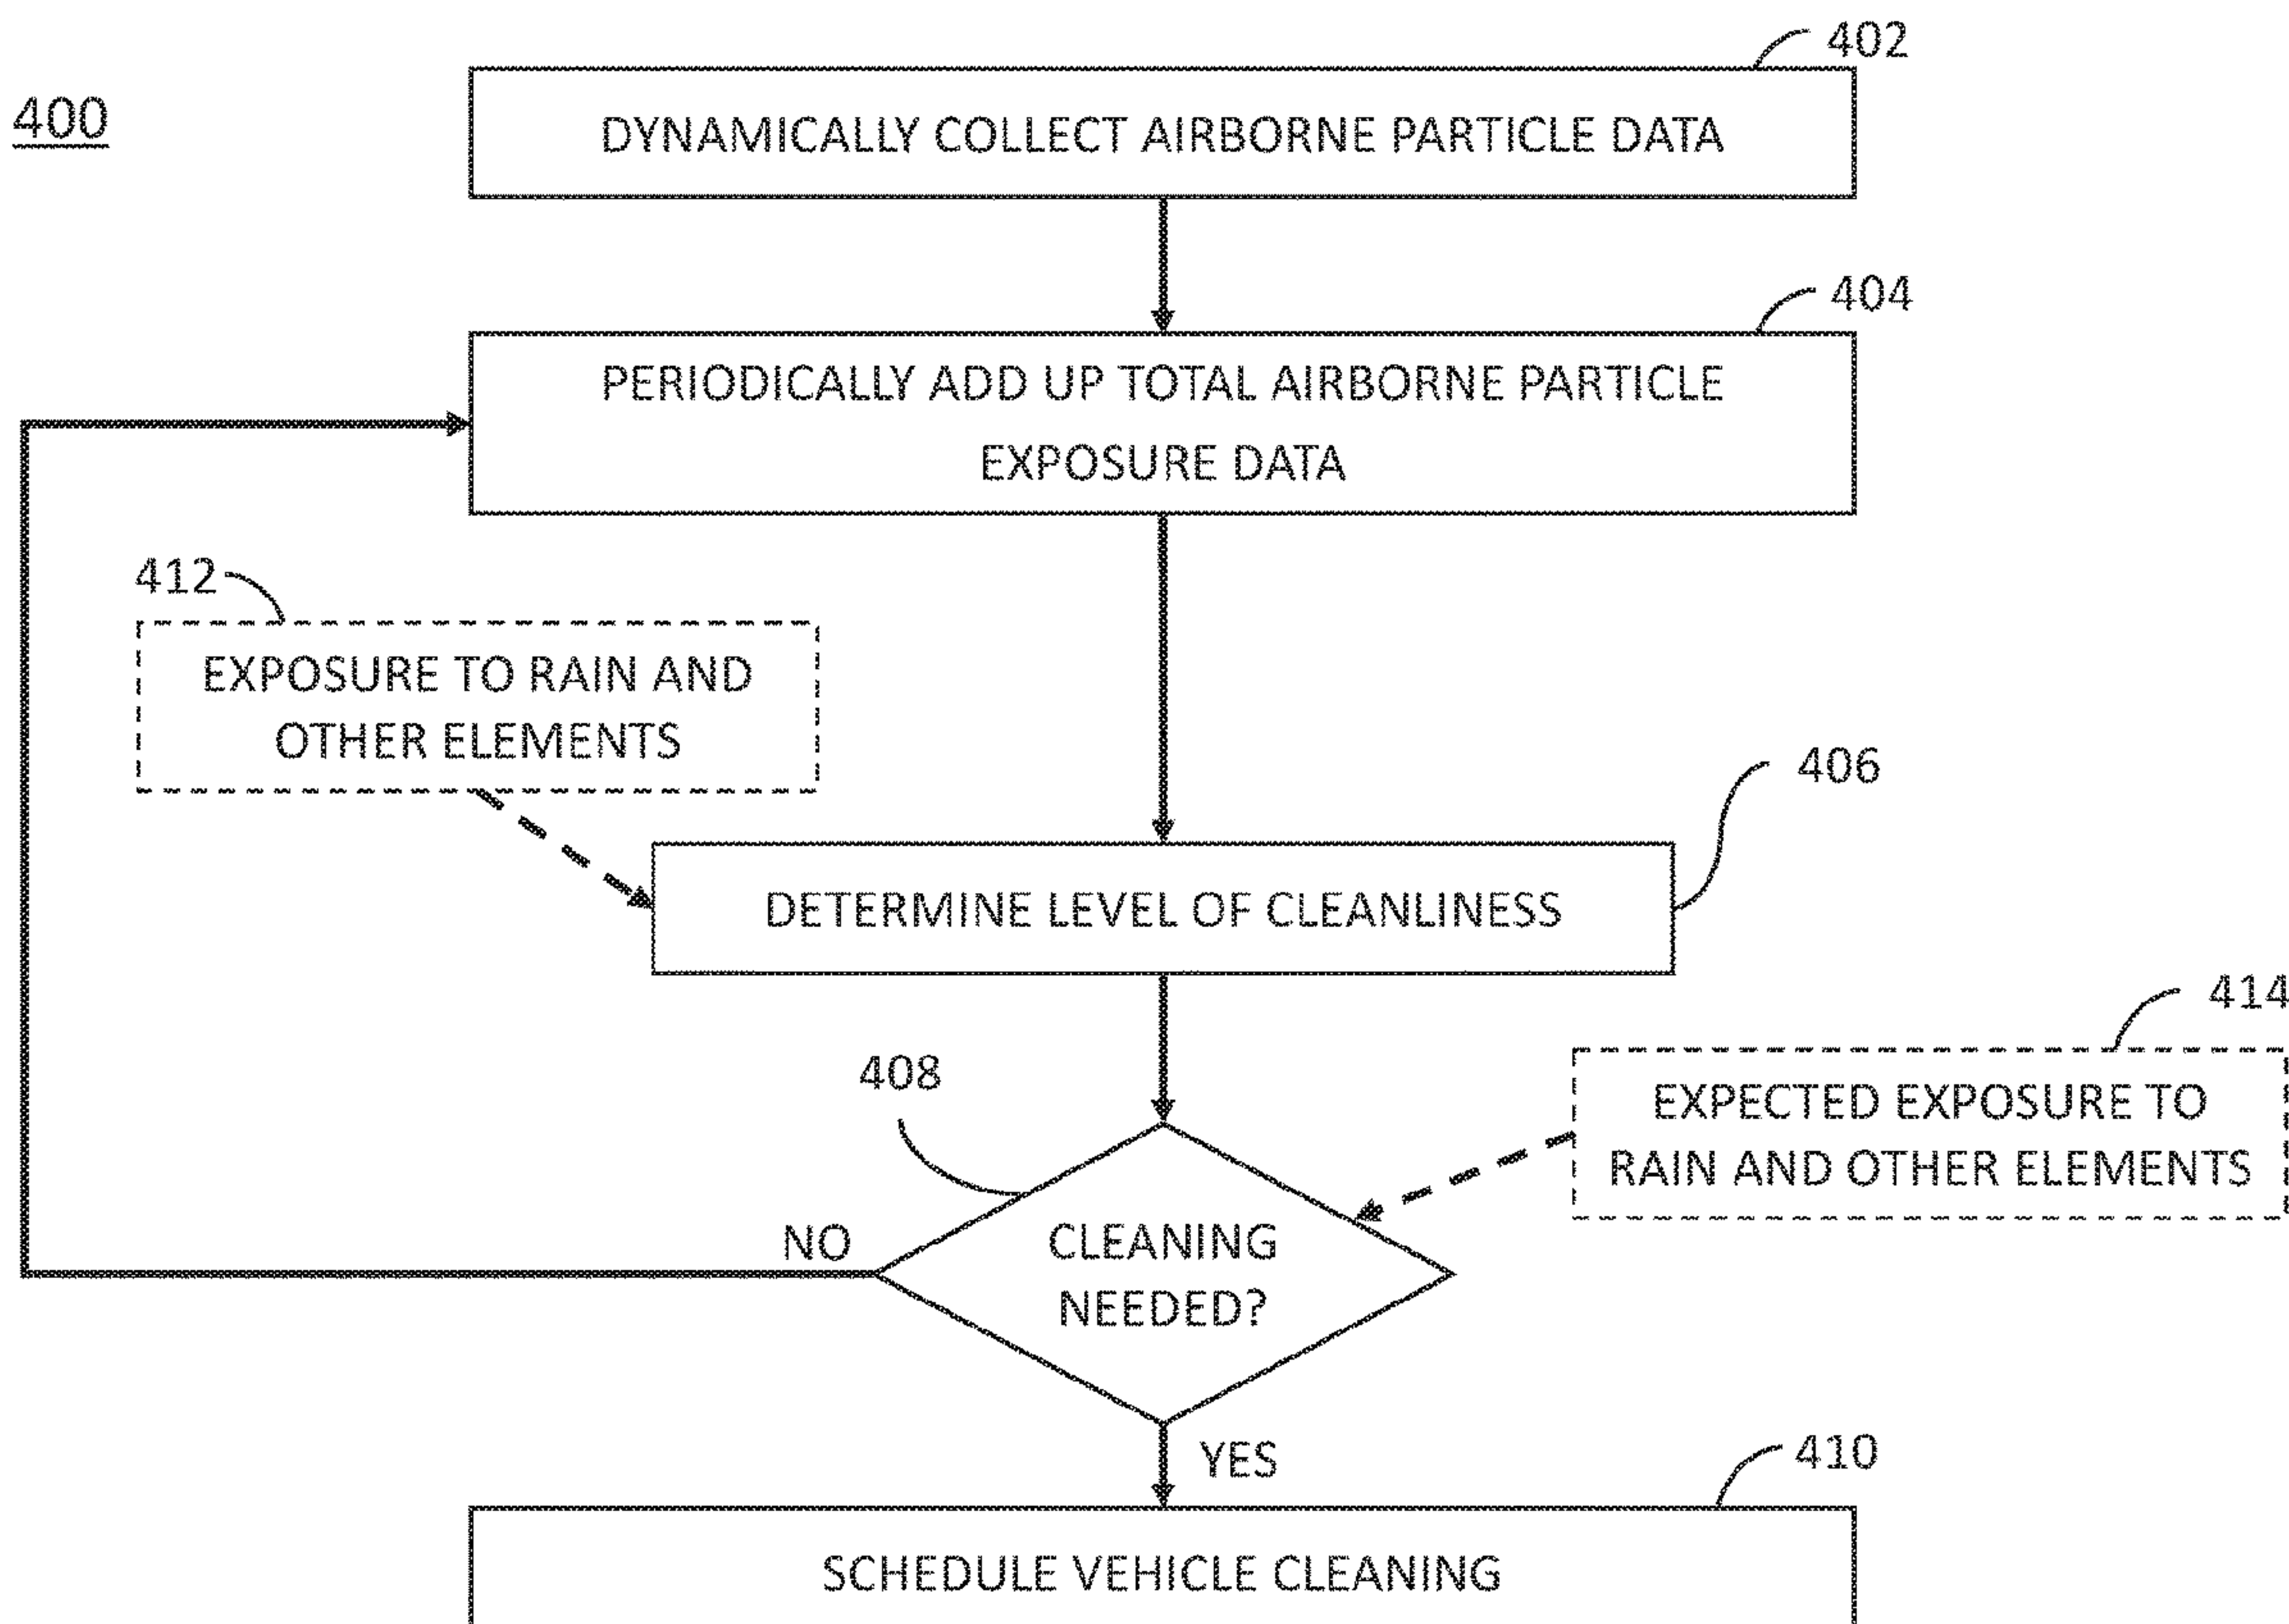 402
400
DYNAMICALLY COLLECT AIRBORNE PARTICLE DATA
404
PERIODICALLY ADD UP TOTAL AIRBORNE PARTICLE
EXPOSURE DATA
412
EXPOSURE TO RAIN AND
OTHER ELEMENTS
406
DETERMINE LEVEL OF CLEANLINESS
414
408
EXPECTED EXPOSURE TO
RAIN AND OTHER ELEMENTS
NO
CLEANING
NEEDED?
YES
410
SCHEDULE VEHICLE CLEANING